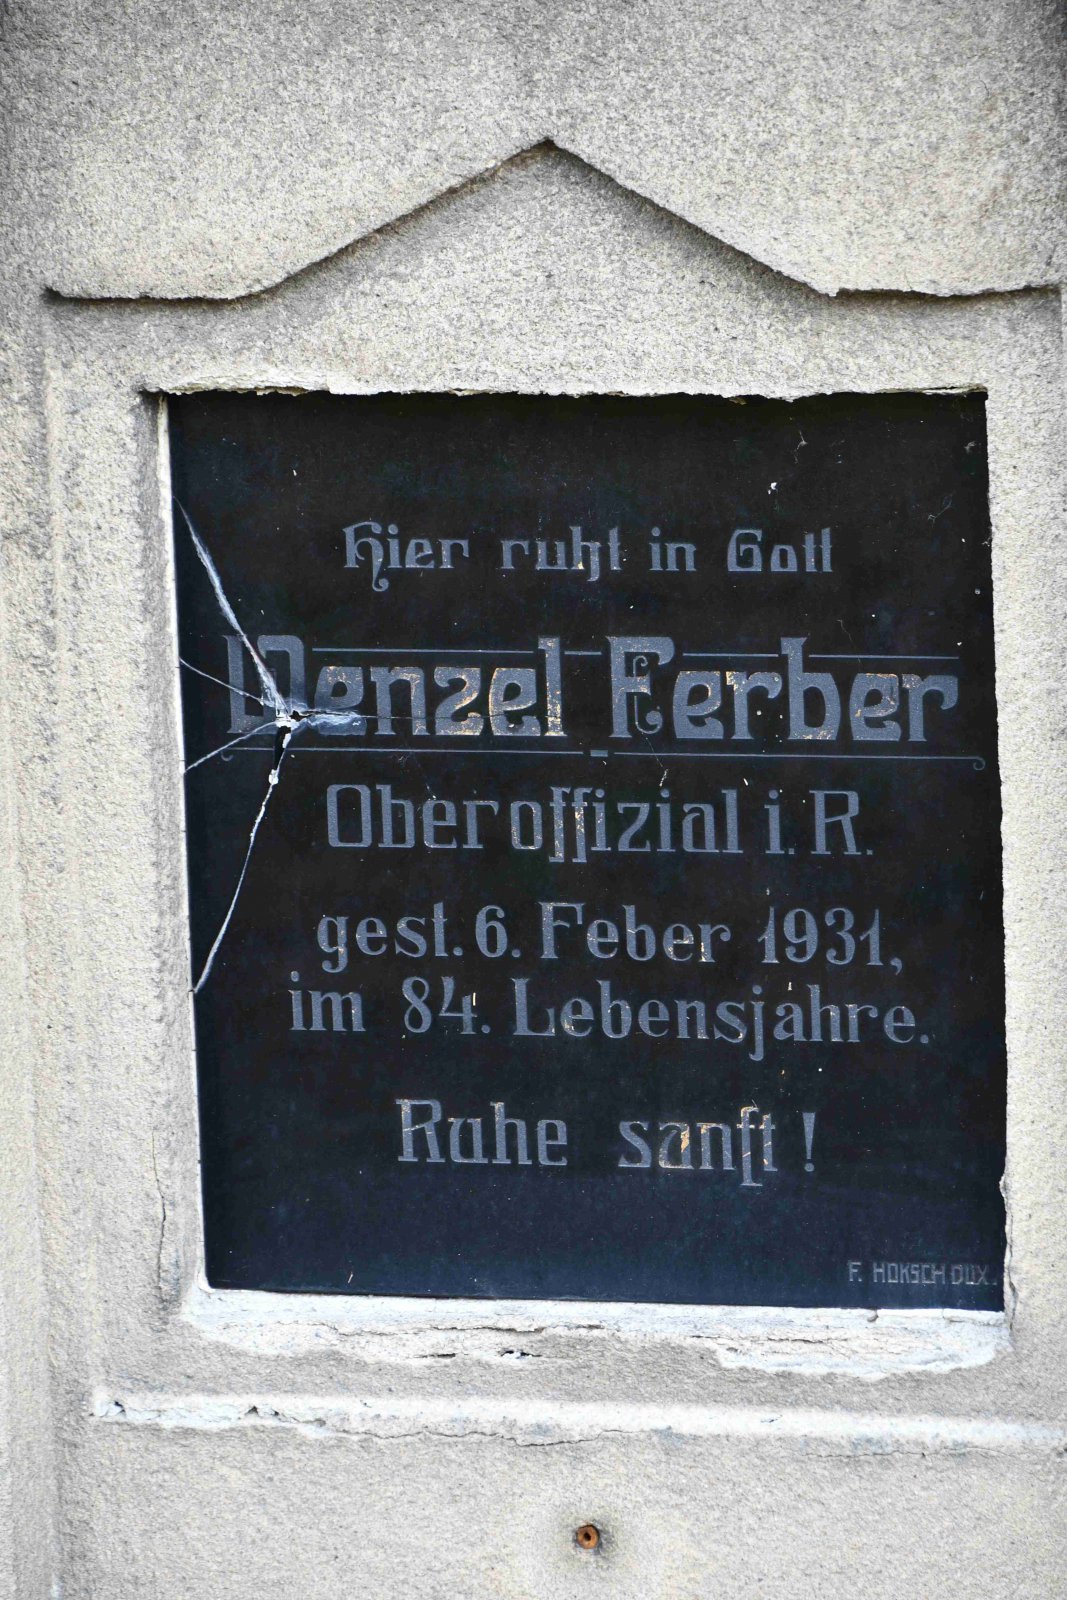 Hier ruht in Gott
Wenzel Ferber
Oberoffizial i. R.
gest. 6. Feber 1931,
im 84. Lebensjahre.
Ruhe sanft!
F. HOKSCH DUX.